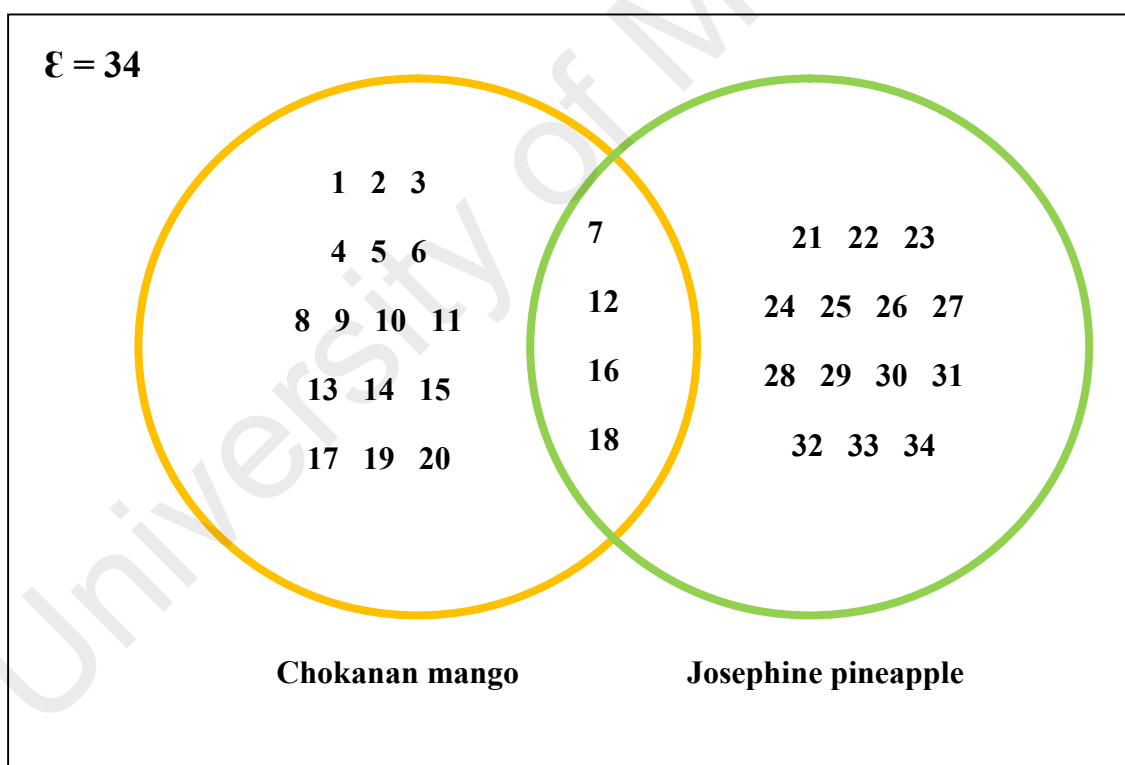 Ɛ = 34
University of M
1 2 3
4 5 6
8 9 10 11
13 14 15
17 19 20
7
12
16
18
21 22 23
24 25 26 27
28 29 30 31
32 33 34
Chokanan mango
Josephine pineapple